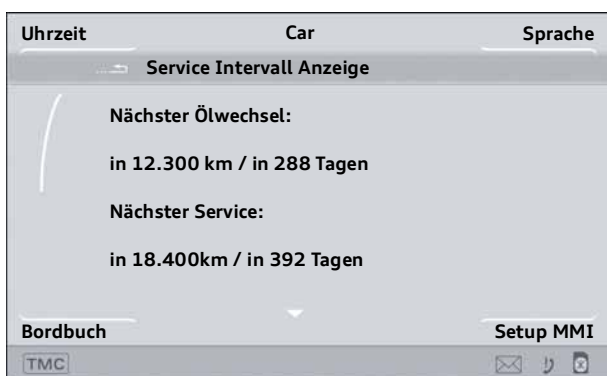 Uhrzeit Car Sprache
Service Intervall Anzeige
Nächster Ölwechsel:
in 12.300 km / in 288 Tagen
Nächster Service:
in 18.400km / in 392 Tagen
Bordbuch Setup MMI
TMC